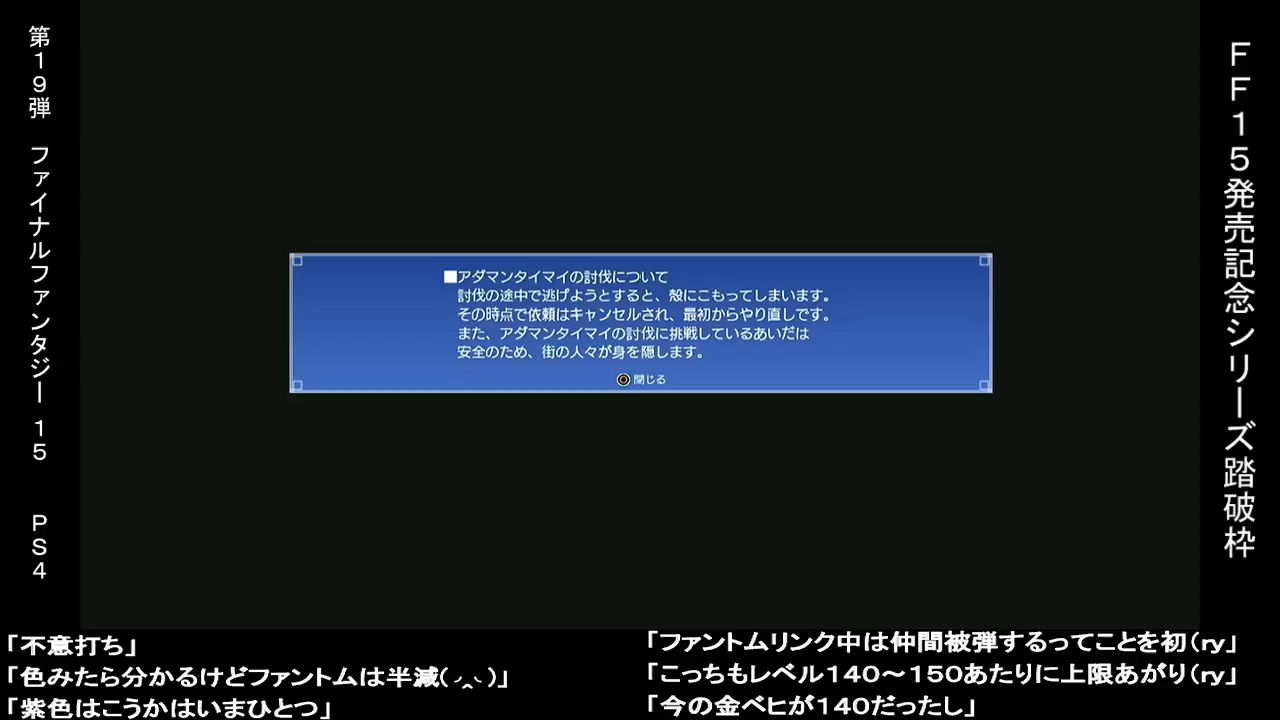 第19弾 ファイナルファンタジー 15 PS4
FF15発売記念シリーズ踏破枠
■アダマンタイマイの討伐について
討伐の途中で逃げようとすると、殻にこもってしまいます。
その時点で依頼はキャンセルされ、最初からやり直しです。
また、アダマンタイマイの討伐に挑戦しているあいだは
安全のため、街の人々が身を隠します。
閉じる
「不意打ち」
「色みたら分かるけどファントムは半減(´^`)」
「紫色はこうかはいまひとつ」
「ファントムリンク中は仲間被弾するってことを初(ry」
「こっちもレベル140～150あたりに上限あがり(ry」
「今の金ベヒが140だったし」